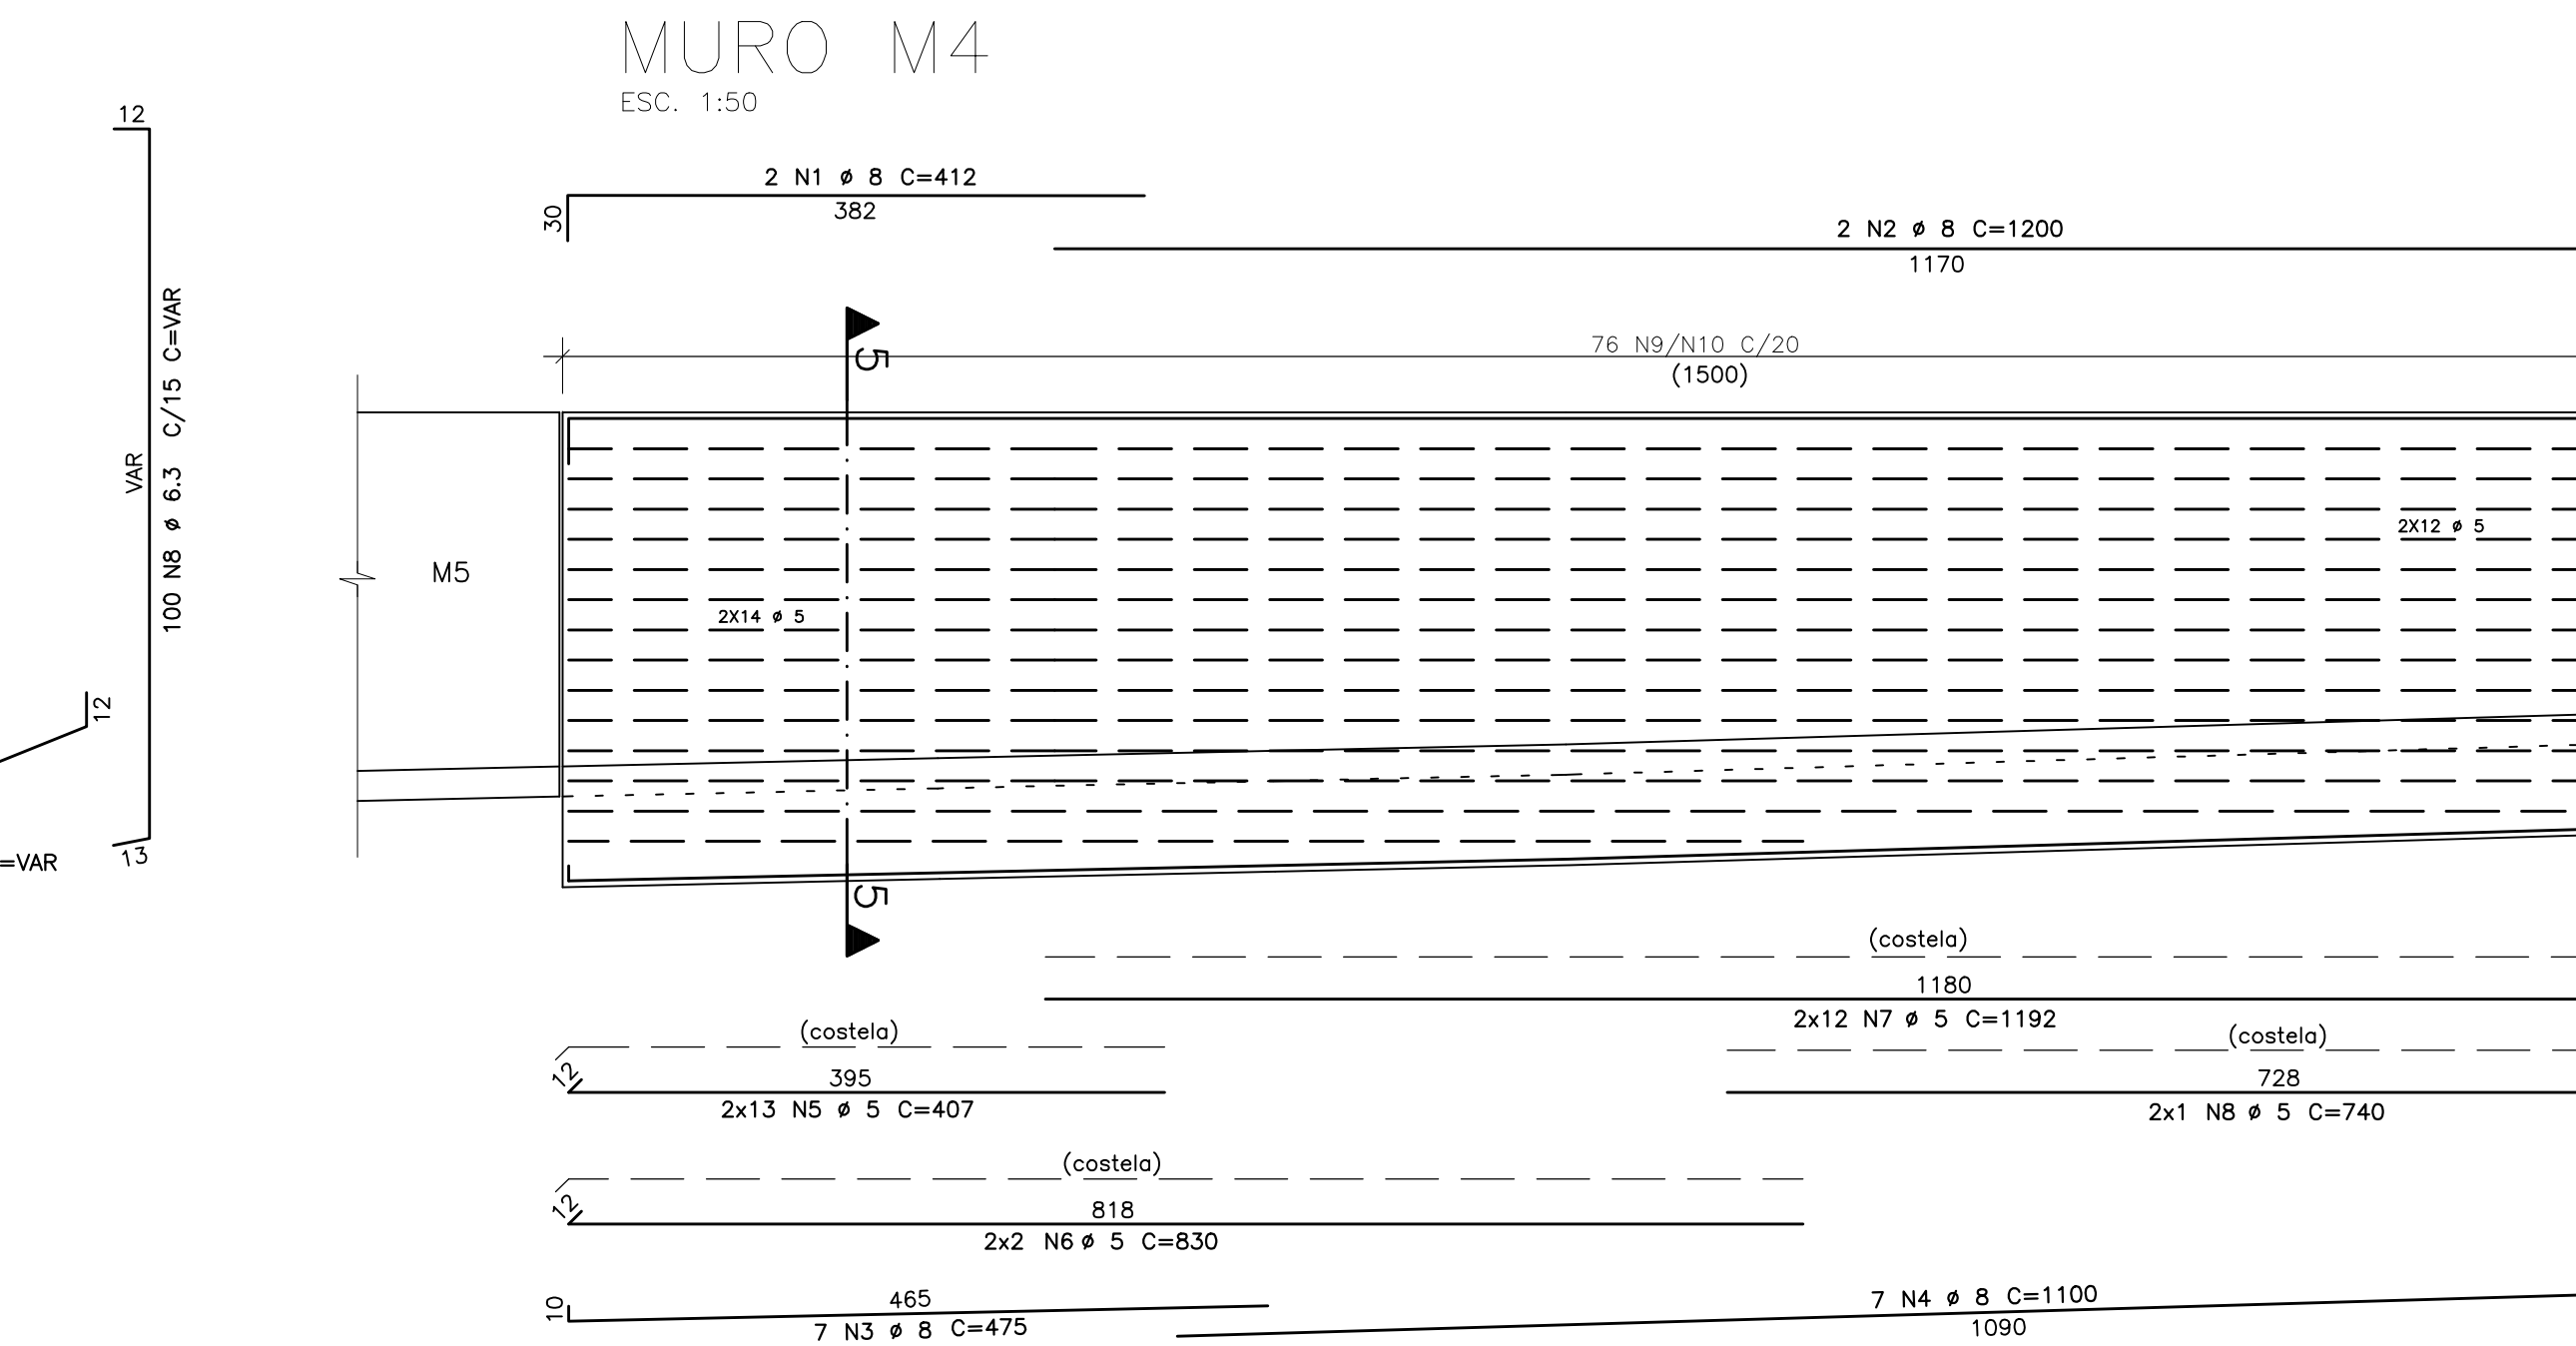 MURO M4
ESC. 1:50
12
VAR
100 N8 ø 6.3 C/15 C=VAR
13
12
=VAR
2 N1 ø 8 C=412
30
382
2 N2 ø 8 C=1200
1170
76 N9/N10 C/20
(1500)
5
M5
2X14 ø 5
2X12 ø 5
5
(costela)
1180
2x12 N7 ø 5 C=1192
(costela)
12
395
2x13 N5 ø 5 C=407
(costela)
728
2x1 N8 ø 5 C=740
(costela)
12
818
2x2 N6 ø 5 C=830
10
465
7 N3 ø 8 C=475
7 N4 ø 8 C=1100
1090